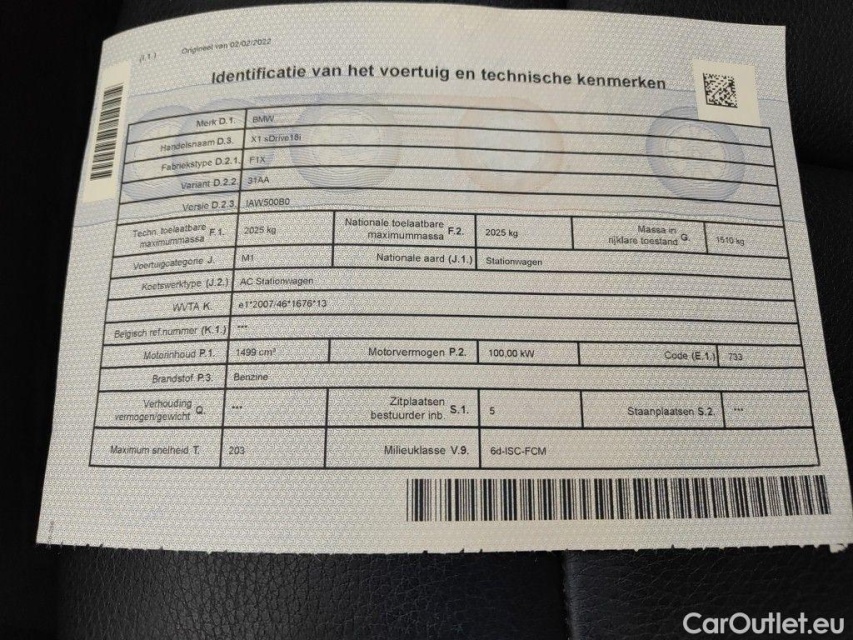 (I.1.) Origineel van 02/02/2022
Identificatie van het voertuig en technische kenmerken
Merk D.1. BMW
Handelsnaam D.3. X1 sDrive18i
Fabriekstype D.2.1. F1X
Variant D.2.2. 31AA
Versie D.2.3. IAW500B0
Techn. toelaatbare maximummassa F.1. 2025 kg Nationale toelaatbare maximummassa F.2. 2025 kg Massa in rijklare toestand G. 1510 kg
Voertuigcategorie J. M1 Nationale aard (J.1.) Stationwagen
Koetswerktype (J.2.) AC Stationwagen
WVTA K. e1*2007/46*1676*13
Belgisch ref.nummer (K.1.) ***
Motorinhoud P.1. 1499 cm³ Motorvermogen P.2. 100,00 kW Code (E.1.) 733
Brandstof P.3. Benzine
Verhouding vermogen/gewicht Q. *** Zitplaatsen bestuurder inb. S.1. 5 Staanplaatsen S.2. ***
Maximum snelheid T. 203 Milieuklasse V.9. 6d-ISC-FCM
CarOutlet.eu